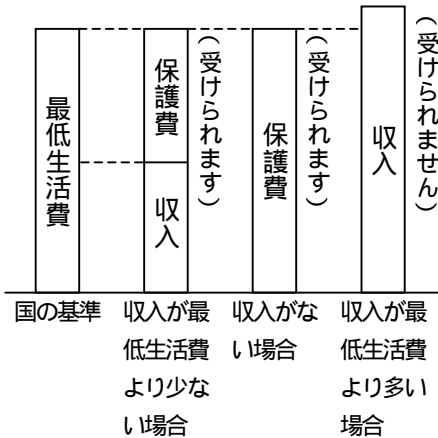 最低生活費
保護費
収入
(受けられます)
保護費
(受けられます)
収入
(受けられません)
国の基準
収入が最
低生活費
より少な
い場合
収入がな
い場合
収入が最
低生活費
より多い
場合